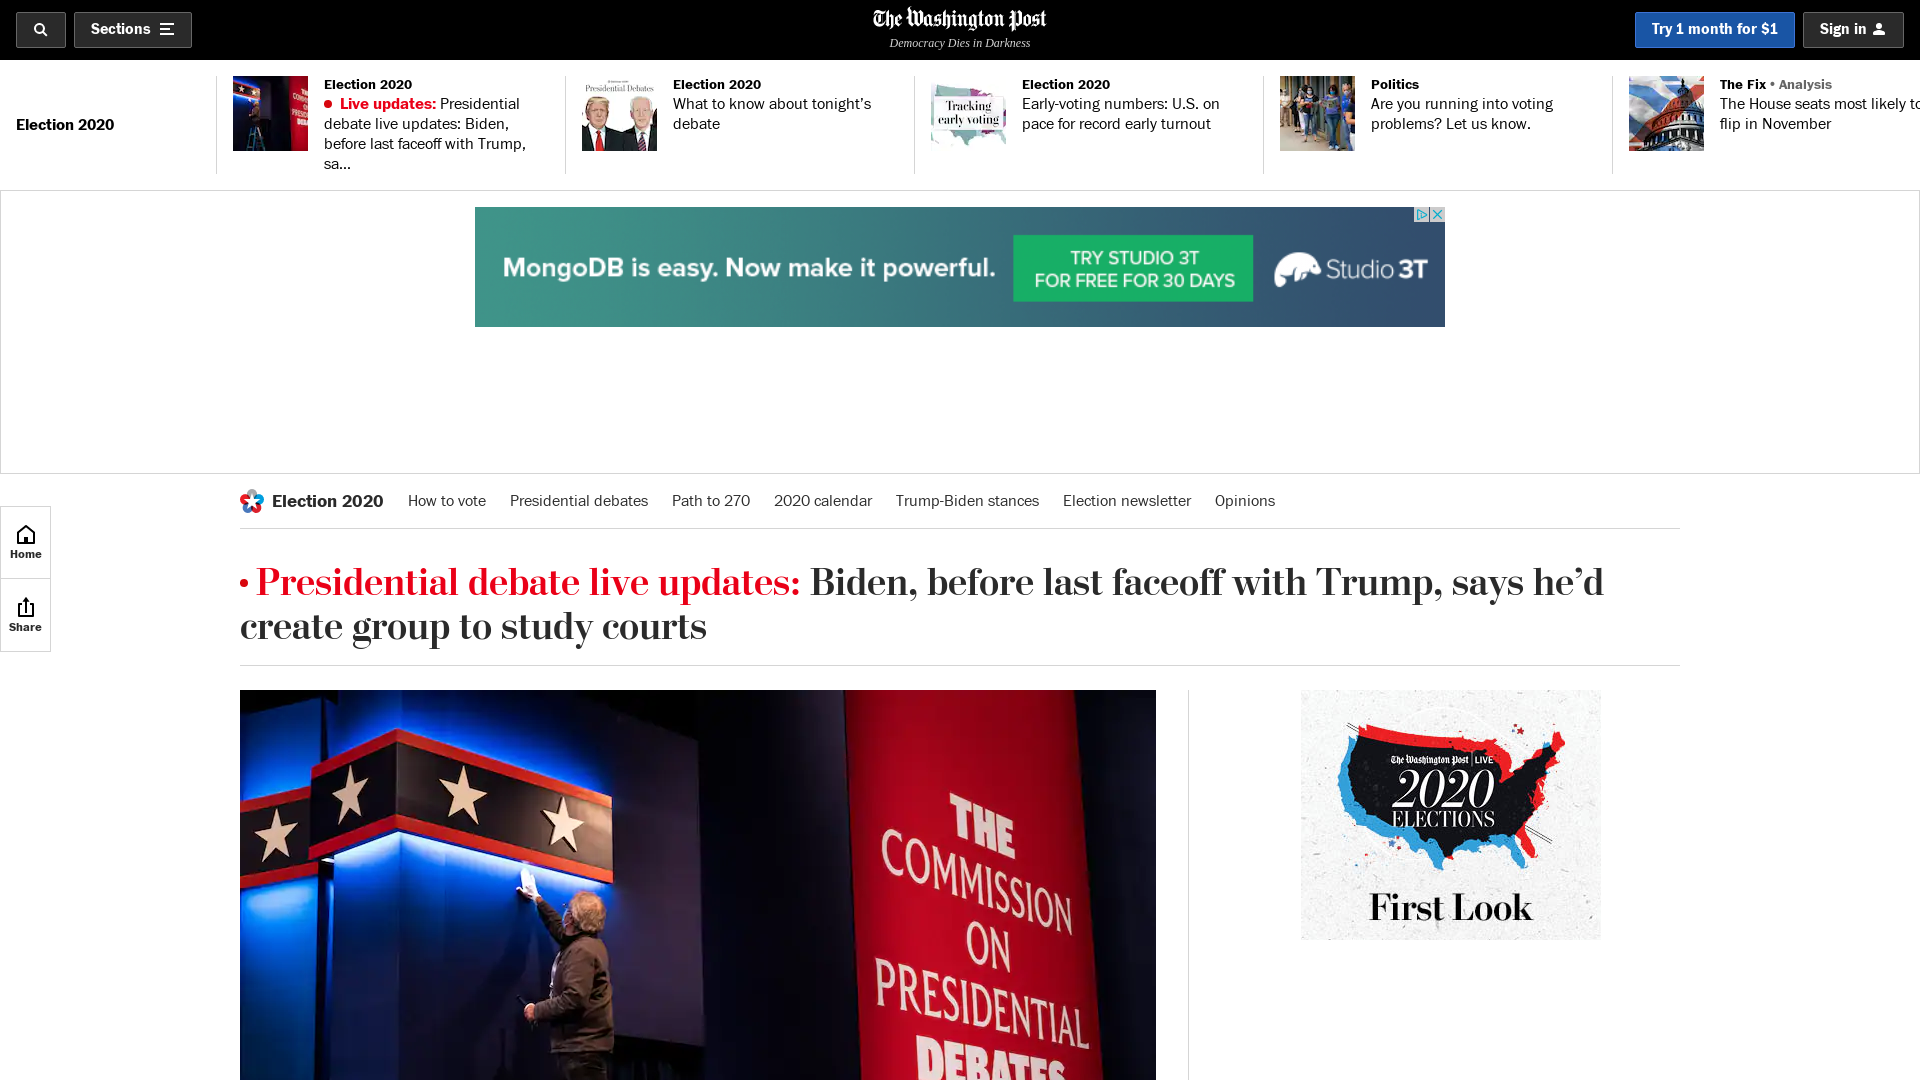 Sections
The Washington Post
Democracy Dies in Darkness
Try 1 month for $1
Sign in
Election 2020
Election 2020
Live updates: Presidential
debate live updates: Biden,
before last faceoff with Trump,
sa...
Election 2020
What to know about tonight’s
debate
Presidential Debates
Election 2020
Early-voting numbers: U.S. on
pace for record early turnout
Tracking
early voting
Politics
Are you running into voting
problems? Let us know.
The Fix • Analysis
The House seats most likely to
flip in November
MongoDB is easy. Now make it powerful.
TRY STUDIO 3T
FOR FREE FOR 30 DAYS
Studio 3T
Election 2020 How to vote Presidential debates Path to 270 2020 calendar Trump-Biden stances Election newsletter Opinions
Home
Share
Presidential debate live updates: Biden, before last faceoff with Trump, says he’d
create group to study courts
THE
COMMISSION
ON
PRESIDENTIAL
DEBATES
The Washington Post LIVE
2020
ELECTIONS
First Look